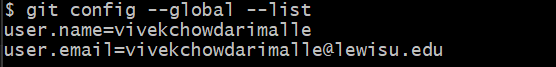 $ git config --global --list
user.name=vivekchowdarimalle
user.email=vivekchowdarimalle@lewisu.edu